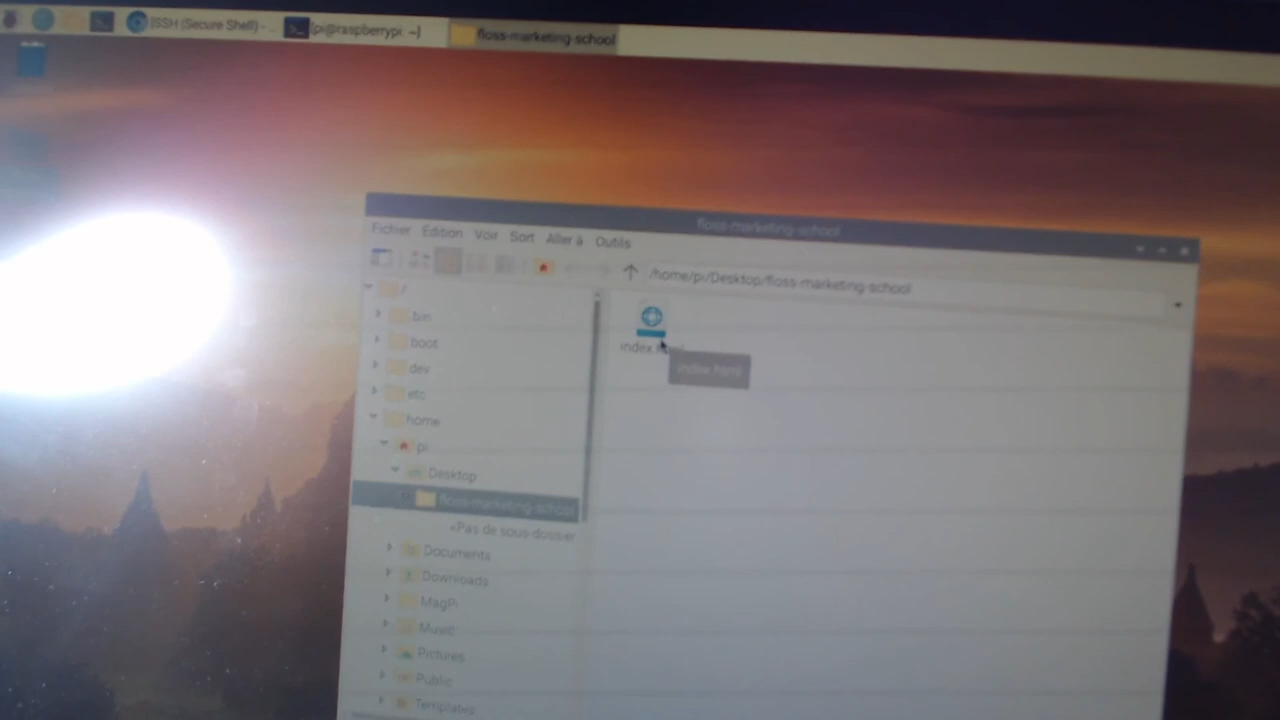 [SSH (Secure Shell) - ... [pi@raspberrypi: ~] floss-marketing-school
floss-marketing-school
Fichier Édition Voir Sort Aller à Outils
/home/pi/Desktop/floss-marketing-school
/
bin
boot
dev
etc
home
pi
Desktop
floss-marketing-school
<Pas de sous-dossier
Documents
Downloads
MagPi
Music
Pictures
Public
Templates
index.html
index.html